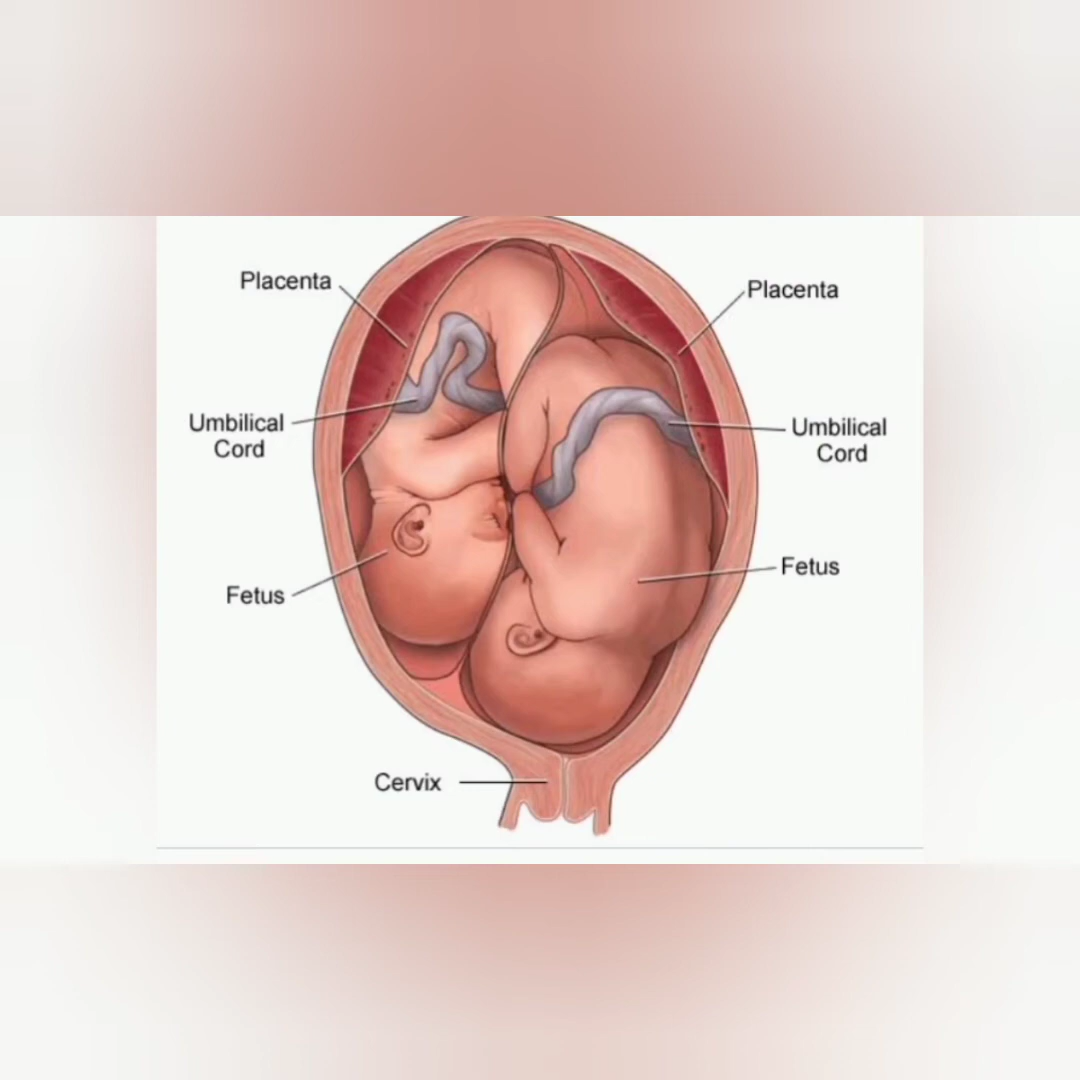 Placenta
Placenta
Umbilical
Cord
Umbilical
Cord
Fetus
Fetus
Cervix